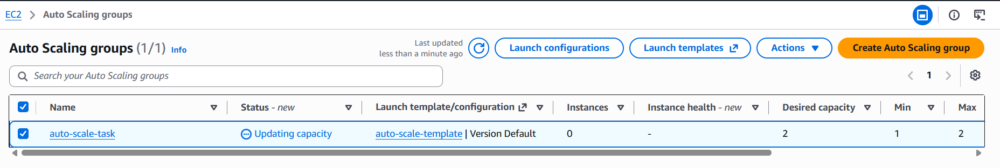 EC2 > Auto Scaling groups
Auto Scaling groups (1/1) Info
Last updated
less than a minute ago
Launch configurations
Launch templates
Actions
Create Auto Scaling group
Search your Auto Scaling groups
1
Name Status - new Launch template/configuration Instances Instance health - new Desired capacity Min Max
auto-scale-task Updating capacity auto-scale-template | Version Default 0 - 2 1 2